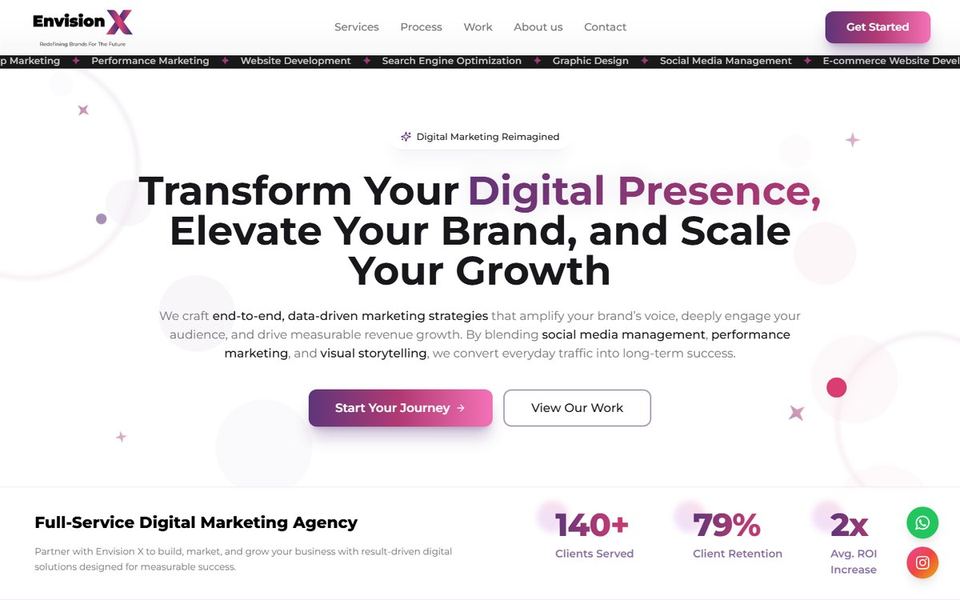 Envision X
Redefining Brands For The Future
Services Process Work About us Contact
Get Started
p Marketing ✦ Performance Marketing ✦ Website Development ✦ Search Engine Optimization ✦ Graphic Design ✦ Social Media Management ✦ E-commerce Website Devel
Digital Marketing Reimagined
Transform Your Digital Presence,
Elevate Your Brand, and Scale
Your Growth
We craft end-to-end, data-driven marketing strategies that amplify your brand's voice, deeply engage your
audience, and drive measurable revenue growth. By blending social media management, performance
marketing, and visual storytelling, we convert everyday traffic into long-term success.
Start Your Journey →
View Our Work
Full-Service Digital Marketing Agency
Partner with Envision X to build, market, and grow your business with result-driven digital
solutions designed for measurable success.
140+
Clients Served
79%
Client Retention
2x
Avg. ROI
Increase